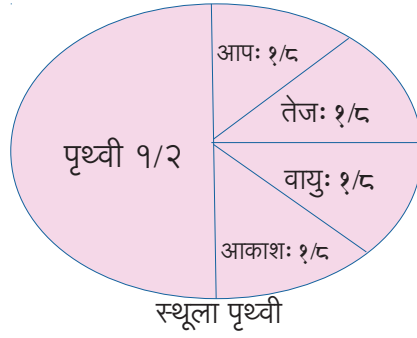 आपः १/८
तेजः १/८
पृथ्वी १/२
वायुः १/८
आकाशः १/८
स्थूला पृथ्वी